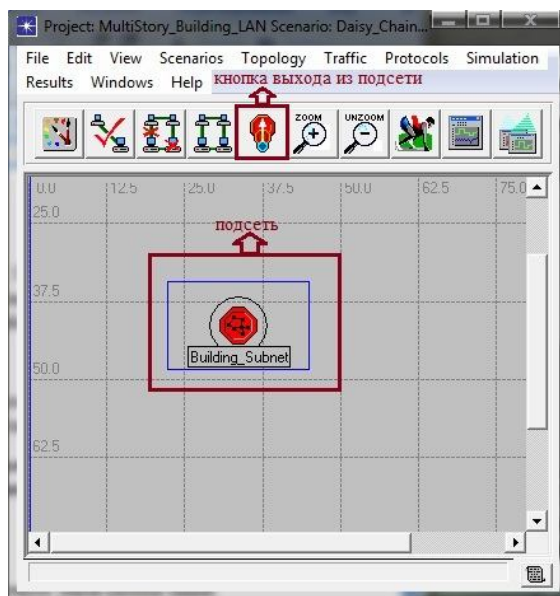 Project: MultiStory_Building_LAN Scenario: Daisy_Chain...
File Edit View Scenarios Topology Traffic Protocols Simulation
Results Windows Help кнопка выхода из подсети
ZOOM
UNZOOM
0.0 12.5 25.0 37.5 50.0 62.5 75.0
25.0
подсеть
37.5
Building_Subnet
50.0
62.5